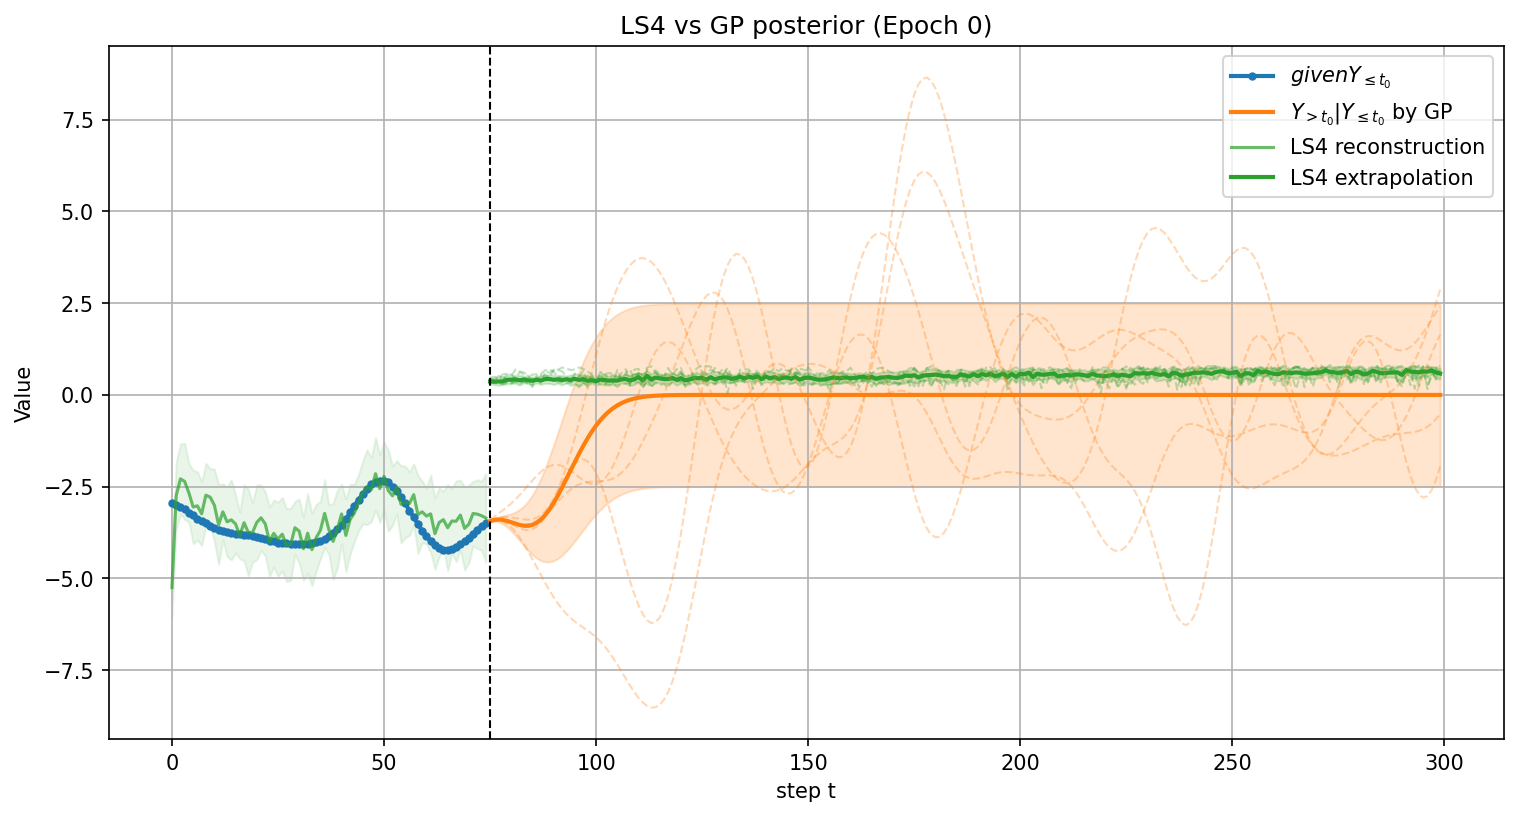 LS4 vs GP posterior (Epoch 0)
given Y≤t₀
Y>t₀|Y≤t₀ by GP
LS4 reconstruction
LS4 extrapolation
Value
7.5
5.0
2.5
0.0
−2.5
−5.0
−7.5
0 50 100 150 200 250 300
step t